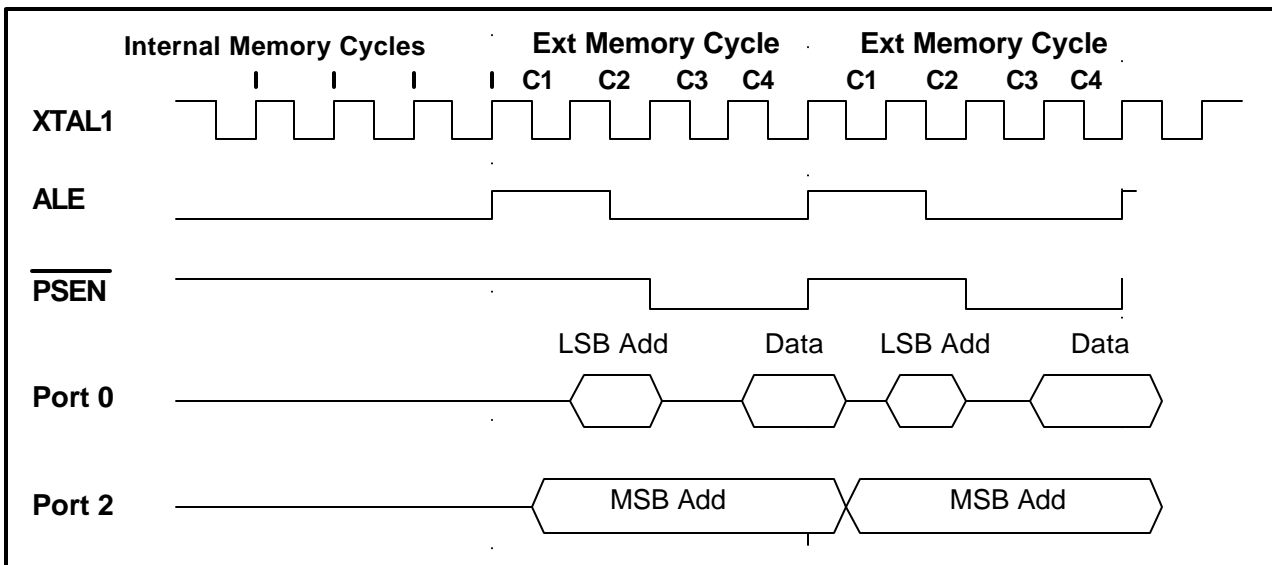 Internal Memory Cycles Ext Memory Cycle Ext Memory Cycle
C1 C2 C3 C4 C1 C2 C3 C4
XTAL1
ALE
PSEN
LSB Add Data LSB Add Data
Port 0
Port 2 MSB Add MSB Add